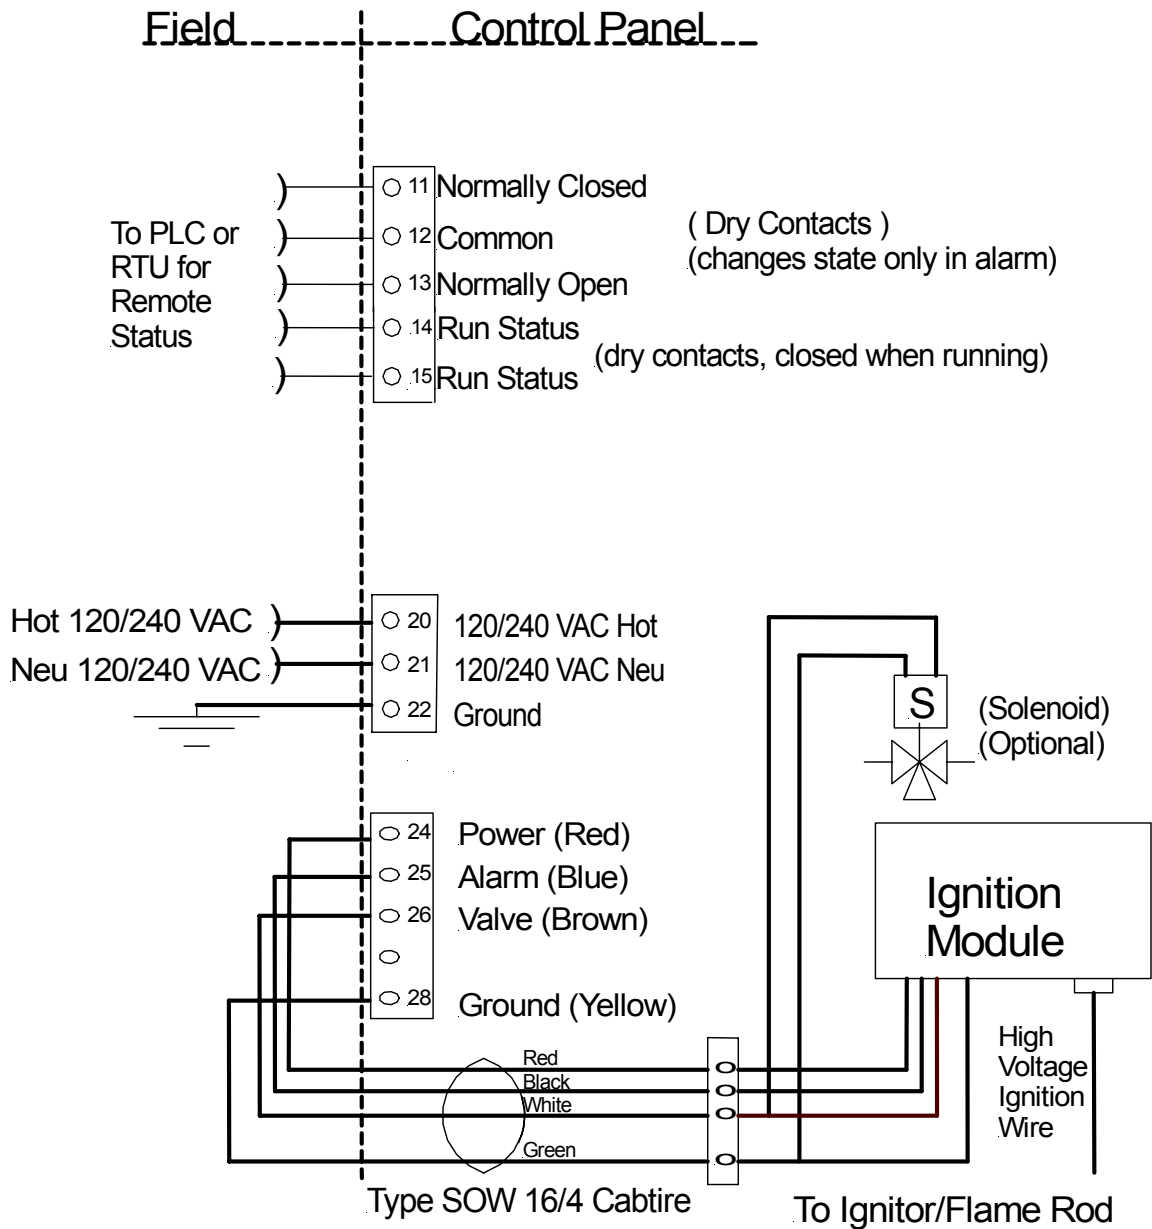 Field
Control Panel
To PLC or
RTU for
Remote
Status
11 Normally Closed
12 Common
13 Normally Open
14 Run Status
15 Run Status
( Dry Contacts )
(changes state only in alarm)
(dry contacts, closed when running)
Hot 120/240 VAC
Neu 120/240 VAC
20 120/240 VAC Hot
21 120/240 VAC Neu
22 Ground
S
(Solenoid)
(Optional)
24 Power (Red)
25 Alarm (Blue)
26 Valve (Brown)
28 Ground (Yellow)
Ignition
Module
Red
Black
White
Green
High
Voltage
Ignition
Wire
Type SOW 16/4 Cabtire
To Ignitor/Flame Rod